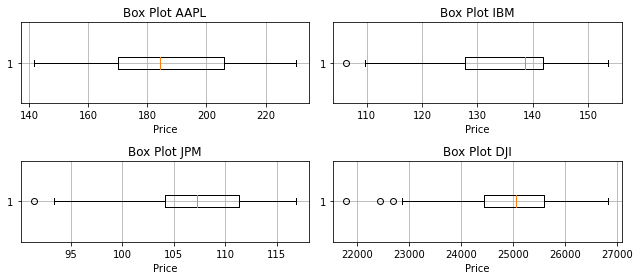 Box Plot AAPL
1
140 160 180 200 220
Price
Box Plot IBM
1
110 120 130 140 150
Price
Box Plot JPM
1
95 100 105 110 115
Price
Box Plot DJI
1
22000 23000 24000 25000 26000 27000
Price